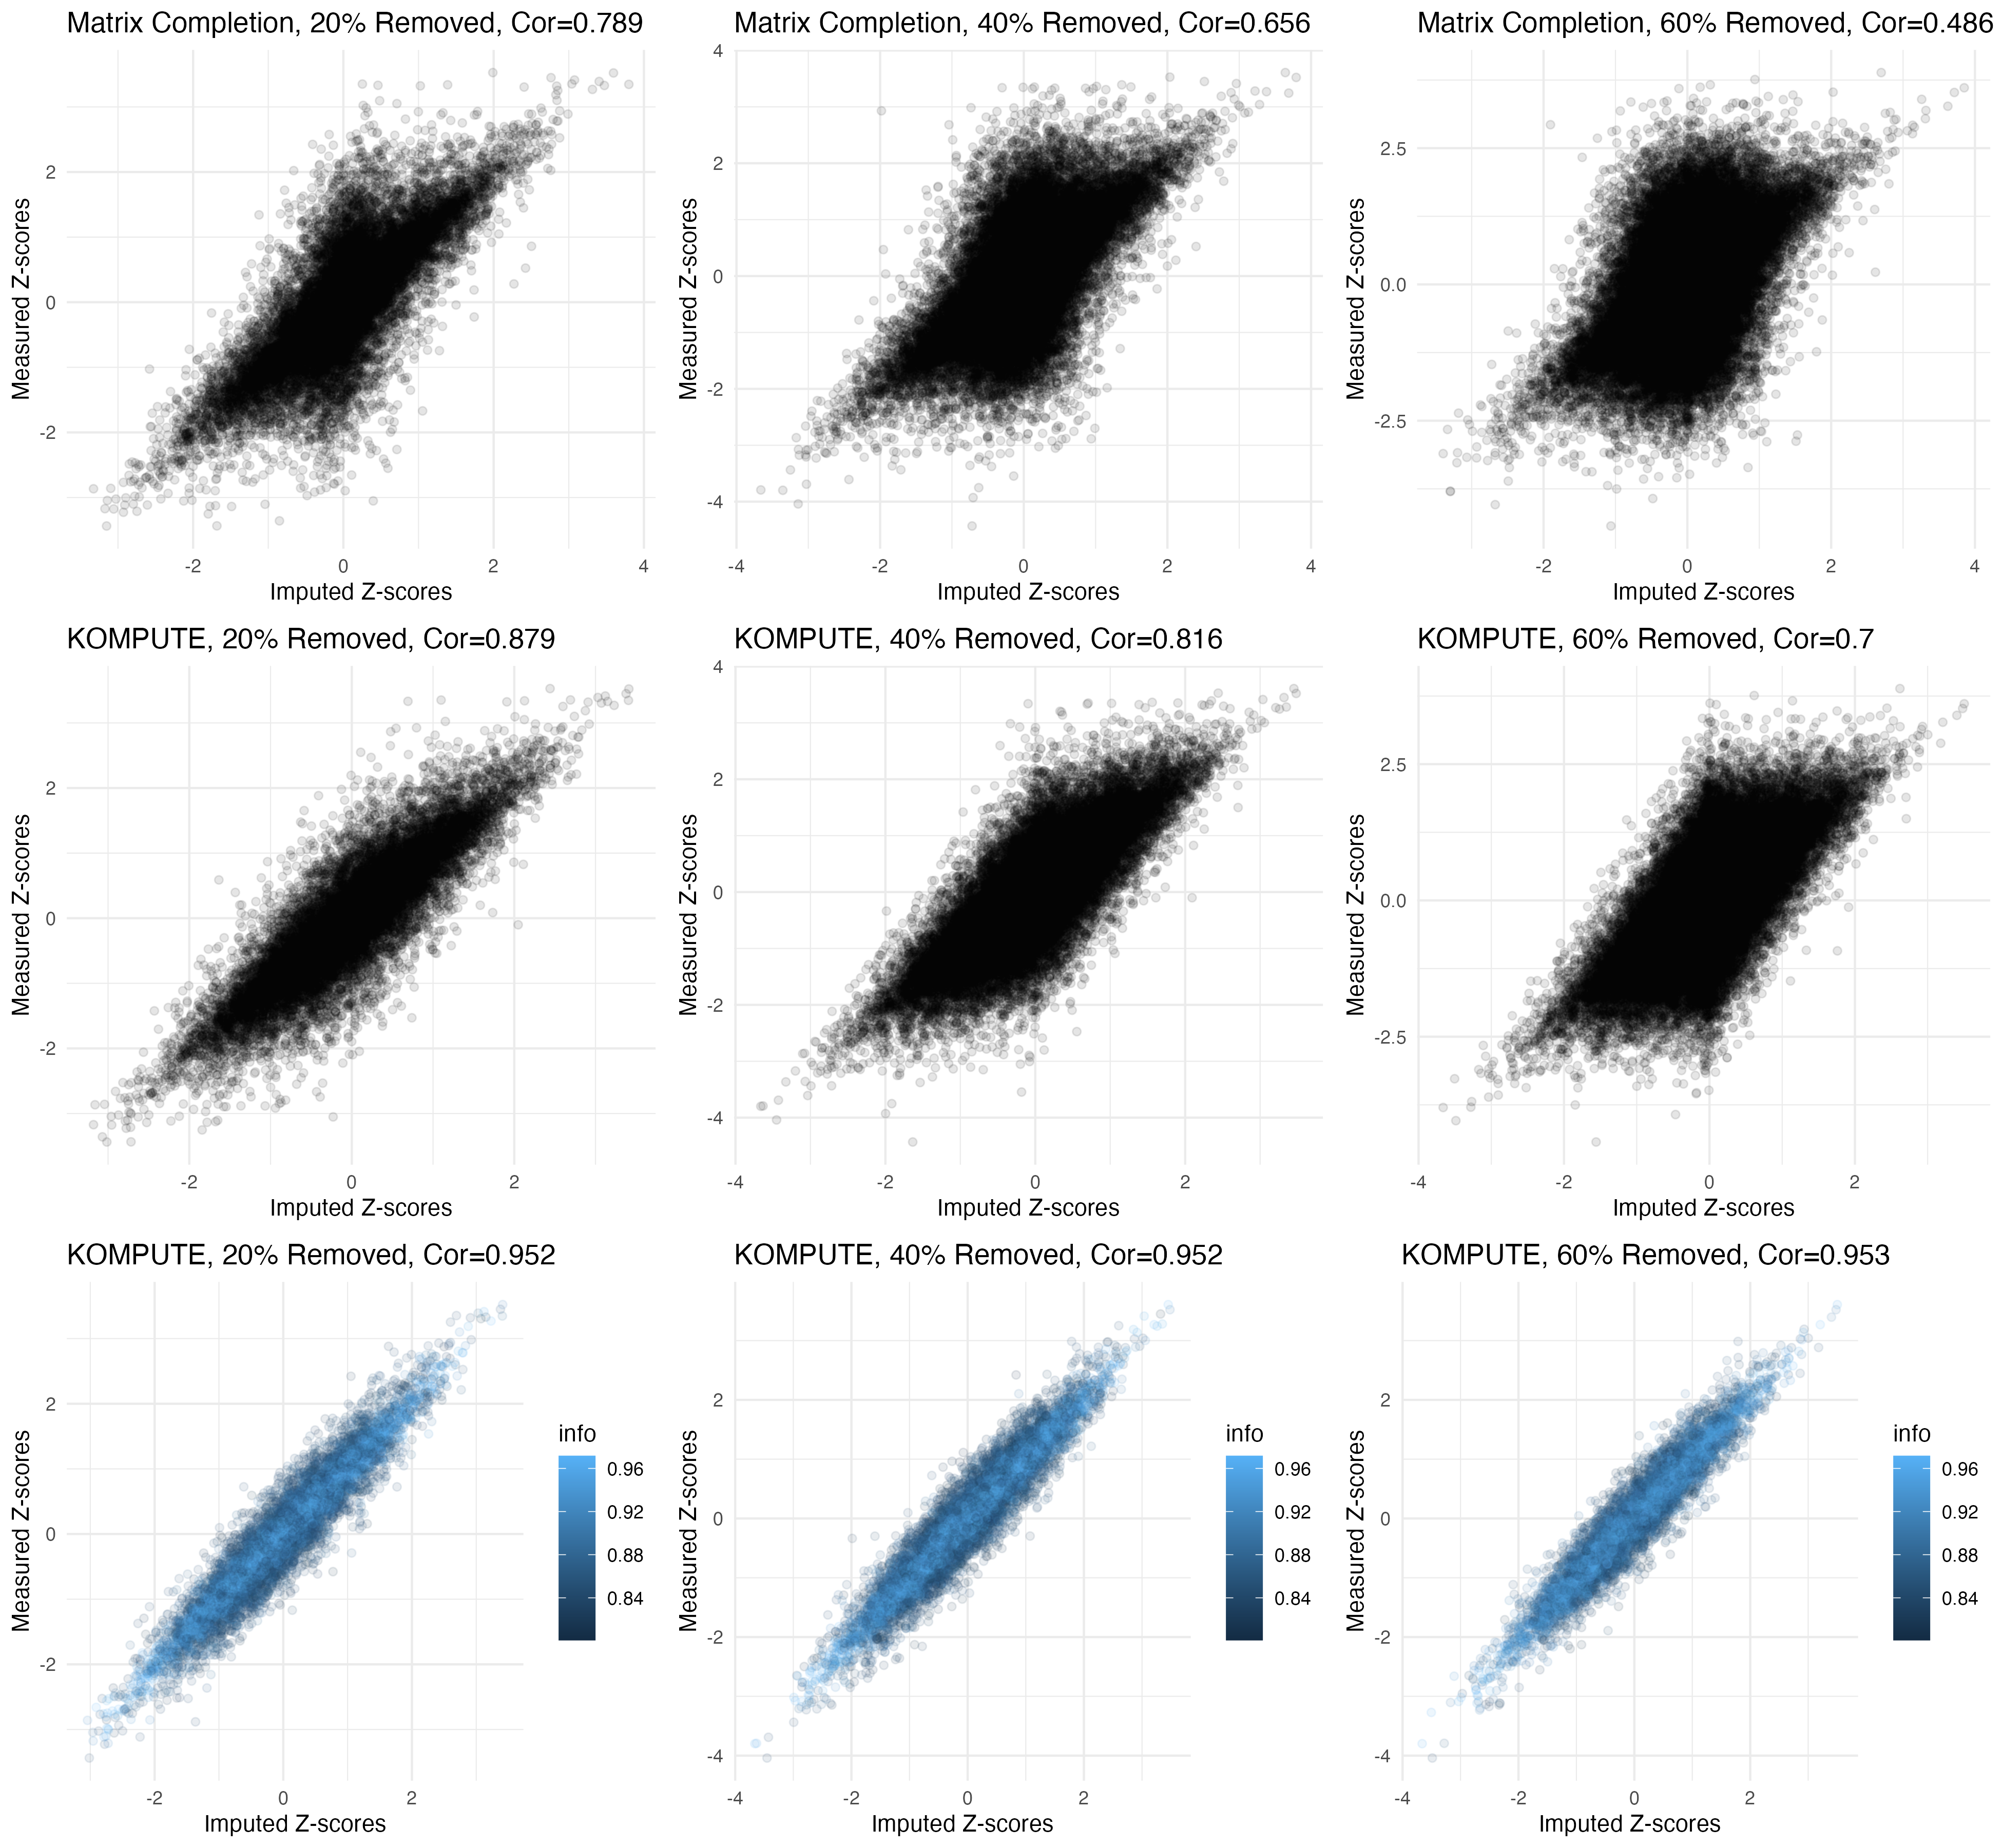 Matrix Completion, 20% Removed, Cor=0.789
Measured Z-scores
2
0
-2
-2
0
2
4
Imputed Z-scores
Matrix Completion, 40% Removed, Cor=0.656
Measured Z-scores
4
2
0
-2
-4
-4
-2
0
2
4
Imputed Z-scores
Matrix Completion, 60% Removed, Cor=0.486
Measured Z-scores
2.5
0.0
-2.5
-2
0
2
4
Imputed Z-scores
KOMPUTE, 20% Removed, Cor=0.879
Measured Z-scores
2
0
-2
-2
0
2
Imputed Z-scores
KOMPUTE, 40% Removed, Cor=0.816
Measured Z-scores
4
2
0
-2
-4
-4
-2
0
2
Imputed Z-scores
KOMPUTE, 60% Removed, Cor=0.7
Measured Z-scores
2.5
0.0
-2.5
-4
-2
0
2
Imputed Z-scores
KOMPUTE, 20% Removed, Cor=0.952
Measured Z-scores
2
0
-2
-2
0
2
Imputed Z-scores
info
0.96
0.92
0.88
0.84
KOMPUTE, 40% Removed, Cor=0.952
Measured Z-scores
2
0
-2
-4
-4
-2
0
2
Imputed Z-scores
info
0.96
0.92
0.88
0.84
KOMPUTE, 60% Removed, Cor=0.953
Measured Z-scores
2
0
-2
-4
-4
-2
0
2
Imputed Z-scores
info
0.96
0.92
0.88
0.84